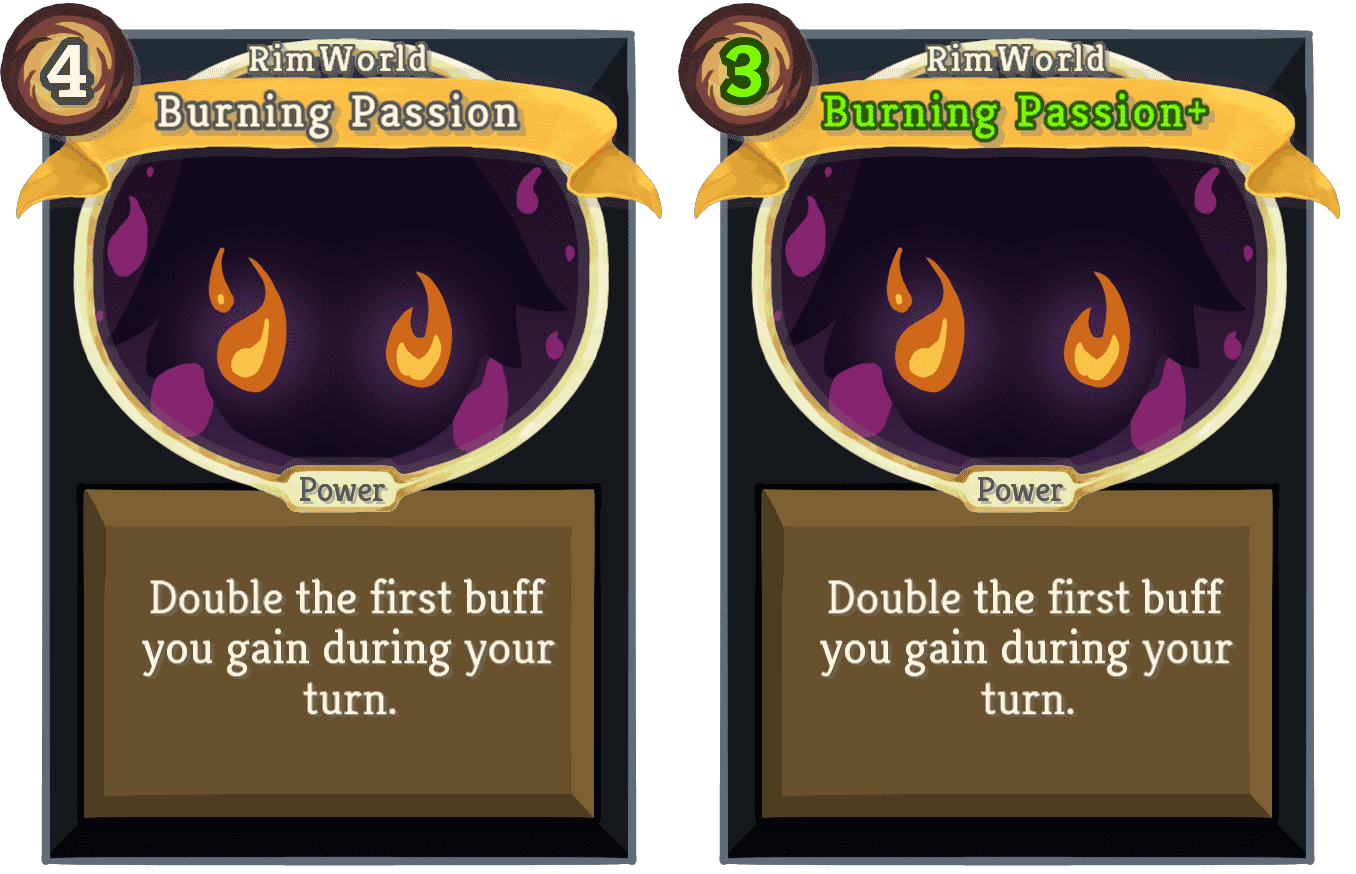 4
RimWorld
Burning Passion
Power
Double the first buff
you gain during your
turn.
3
RimWorld
Burning Passion+
Power
Double the first buff
you gain during your
turn.